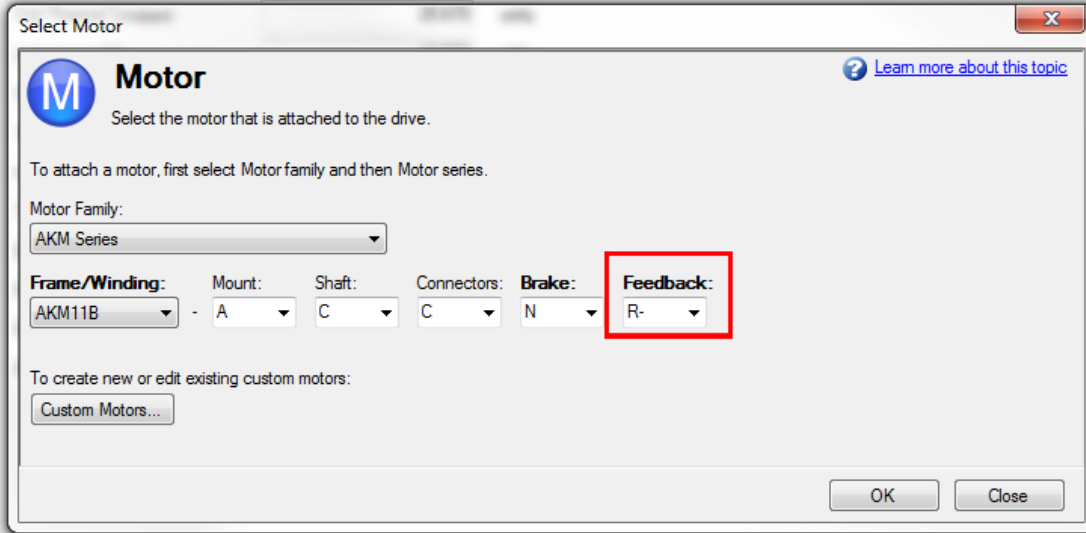 Select Motor
M
Motor
Learn more about this topic
Select the motor that is attached to the drive.
To attach a motor, first select Motor family and then Motor series.
Motor Family:
AKM Series
Frame/Winding: Mount: Shaft: Connectors: Brake: Feedback:
AKM11B - A C C N R-
To create new or edit existing custom motors:
Custom Motors...
OK Close